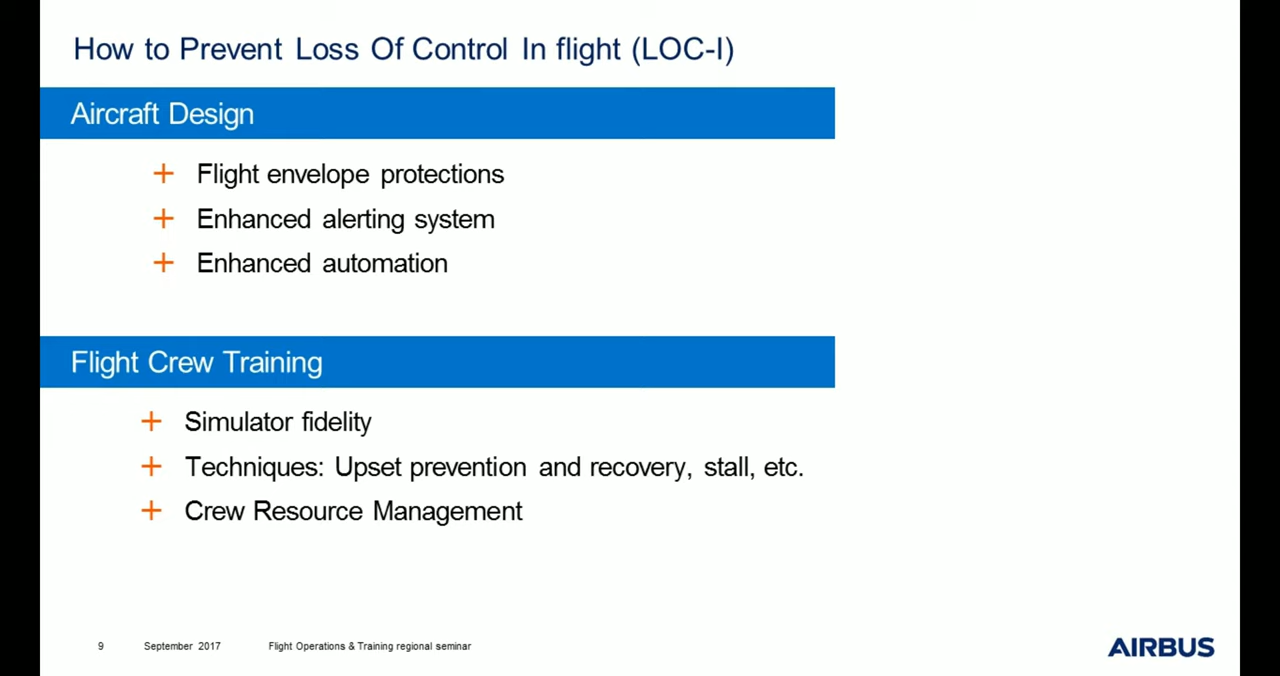 How to Prevent Loss Of Control In flight (LOC-I)
Aircraft Design
+ Flight envelope protections
+ Enhanced alerting system
+ Enhanced automation
Flight Crew Training
+ Simulator fidelity
+ Techniques: Upset prevention and recovery, stall, etc.
+ Crew Resource Management
9 September 2017 Flight Operations & Training regional seminar
AIRBUS